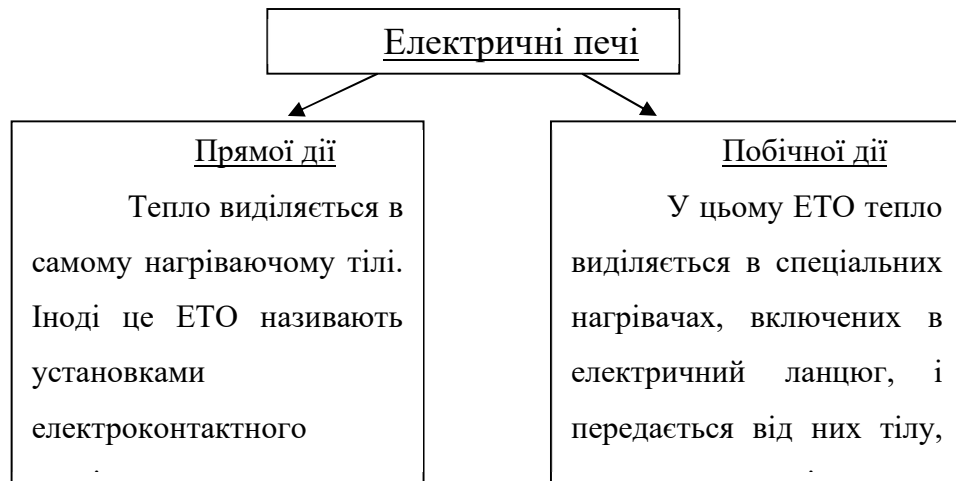 Електричні печі
Прямої дії
Тепло виділяється в
самому нагріваючому тілі.
Іноді це ЕТО називають
установками
електроконтактного
Побічної дії
У цьому ЕТО тепло
виділяється в спеціальних
нагрівачах, включених в
електричний ланцюг, і
передається від них тілу,